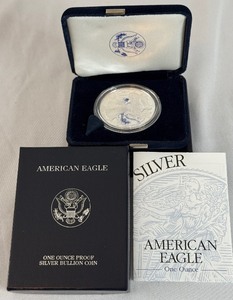 AMERICAN EAGLE
ONE OUNCE PROOF
SILVER BULLION COIN
SILVER
AMERICAN
EAGLE
One Ounce